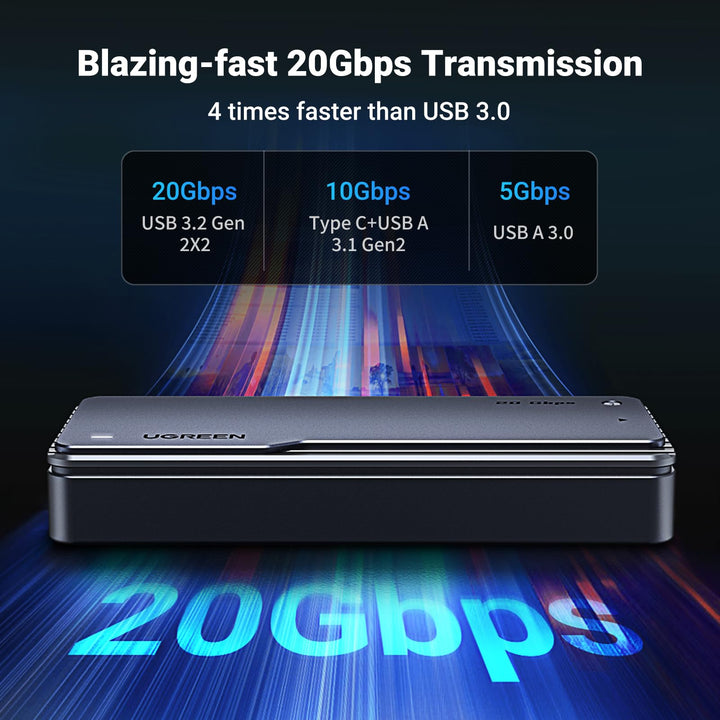 Blazing-fast 20Gbps Transmission
4 times faster than USB 3.0
20Gbps
USB 3.2 Gen
2X2
10Gbps
Type C+USB A
3.1 Gen2
5Gbps
USB A 3.0
20 Gbps
UGREEN
20Gbps